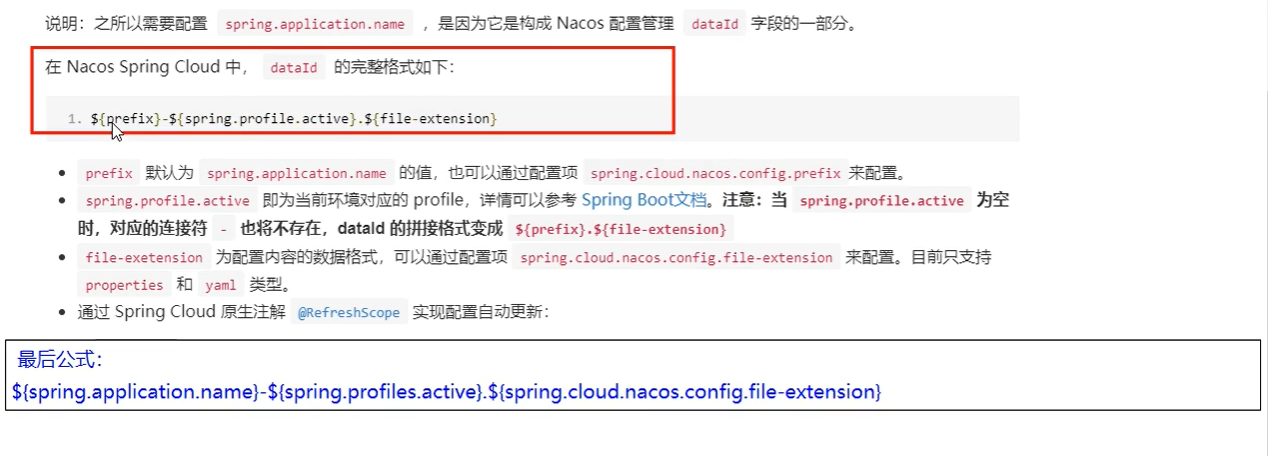 说明：之所以需要配置 spring.application.name ，是因为它是构成 Nacos 配置管理 dataId 字段的一部分。
在 Nacos Spring Cloud 中， dataId 的完整格式如下：
1. ${prefix}-${spring.profile.active}.${file-extension}
prefix 默认为 spring.application.name 的值，也可以通过配置项 spring.cloud.nacos.config.prefix 来配置。
spring.profile.active 即为当前环境对应的 profile，详情可以参考 Spring Boot文档。注意：当 spring.profile.active 为空
时，对应的连接符 - 也将不存在，dataId 的拼接格式变成 ${prefix}.${file-extension}
file-exetension 为配置内容的数据格式，可以通过配置项 spring.cloud.nacos.config.file-extension 来配置。目前只支持
properties 和 yaml 类型。
通过 Spring Cloud 原生注解 @RefreshScope 实现配置自动更新：
最后公式：
${spring.application.name}-${spring.profiles.active}.${spring.cloud.nacos.config.file-extension}